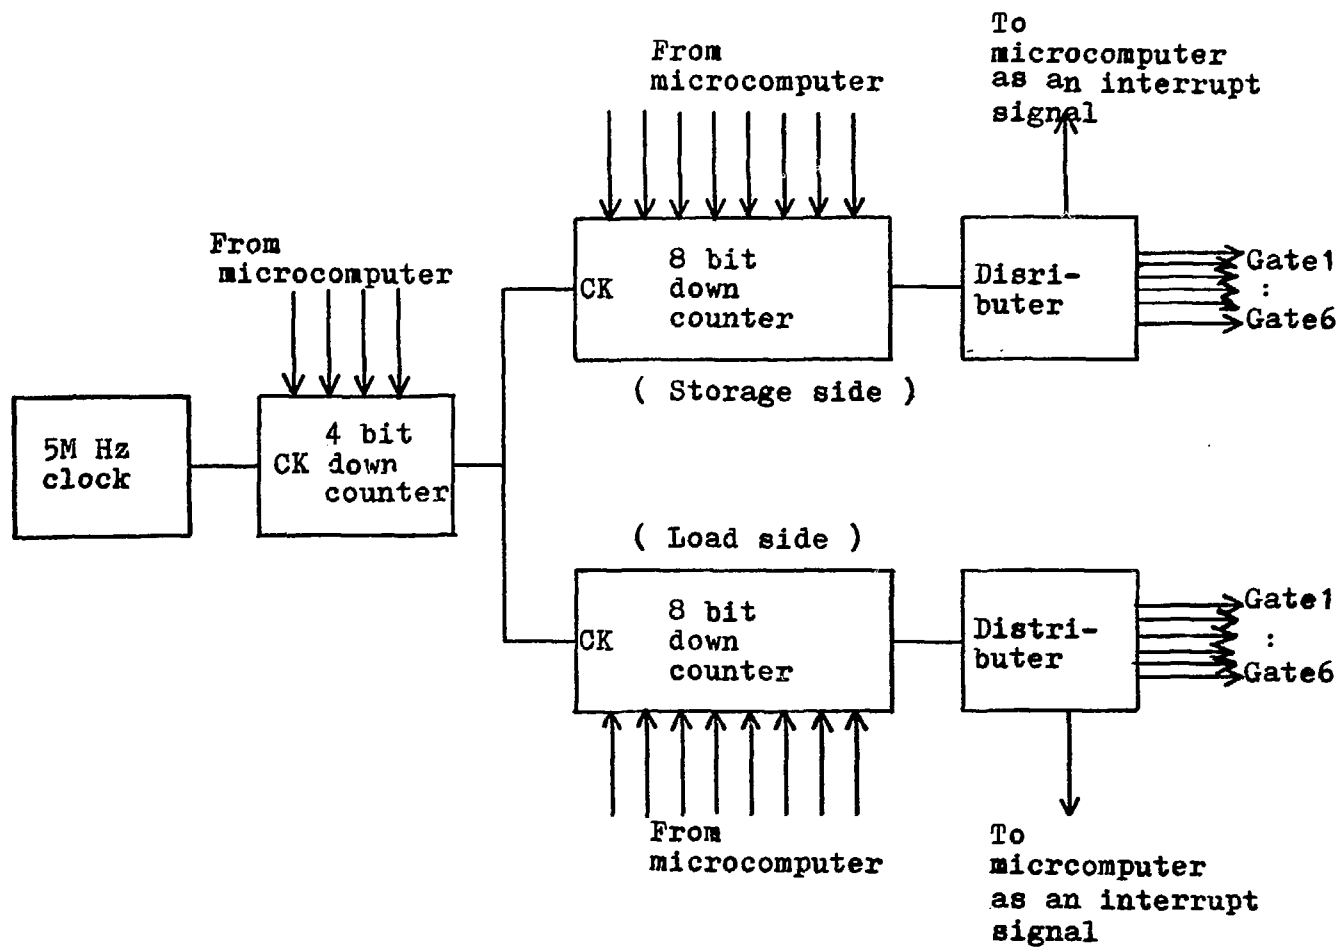 To
microcomputer
as an interrupt
signal
From
microcomputer
From
microcomputer
8 bit
CK down
counter
Disri-
buter
Gate1
:
Gate6
( Storage side )
5M Hz
clock
4 bit
CK down
counter
( Load side )
8 bit
CK down
counter
Distri-
buter
Gate1
:
Gate6
From
microcomputer
To
micrcomputer
as an interrupt
signal